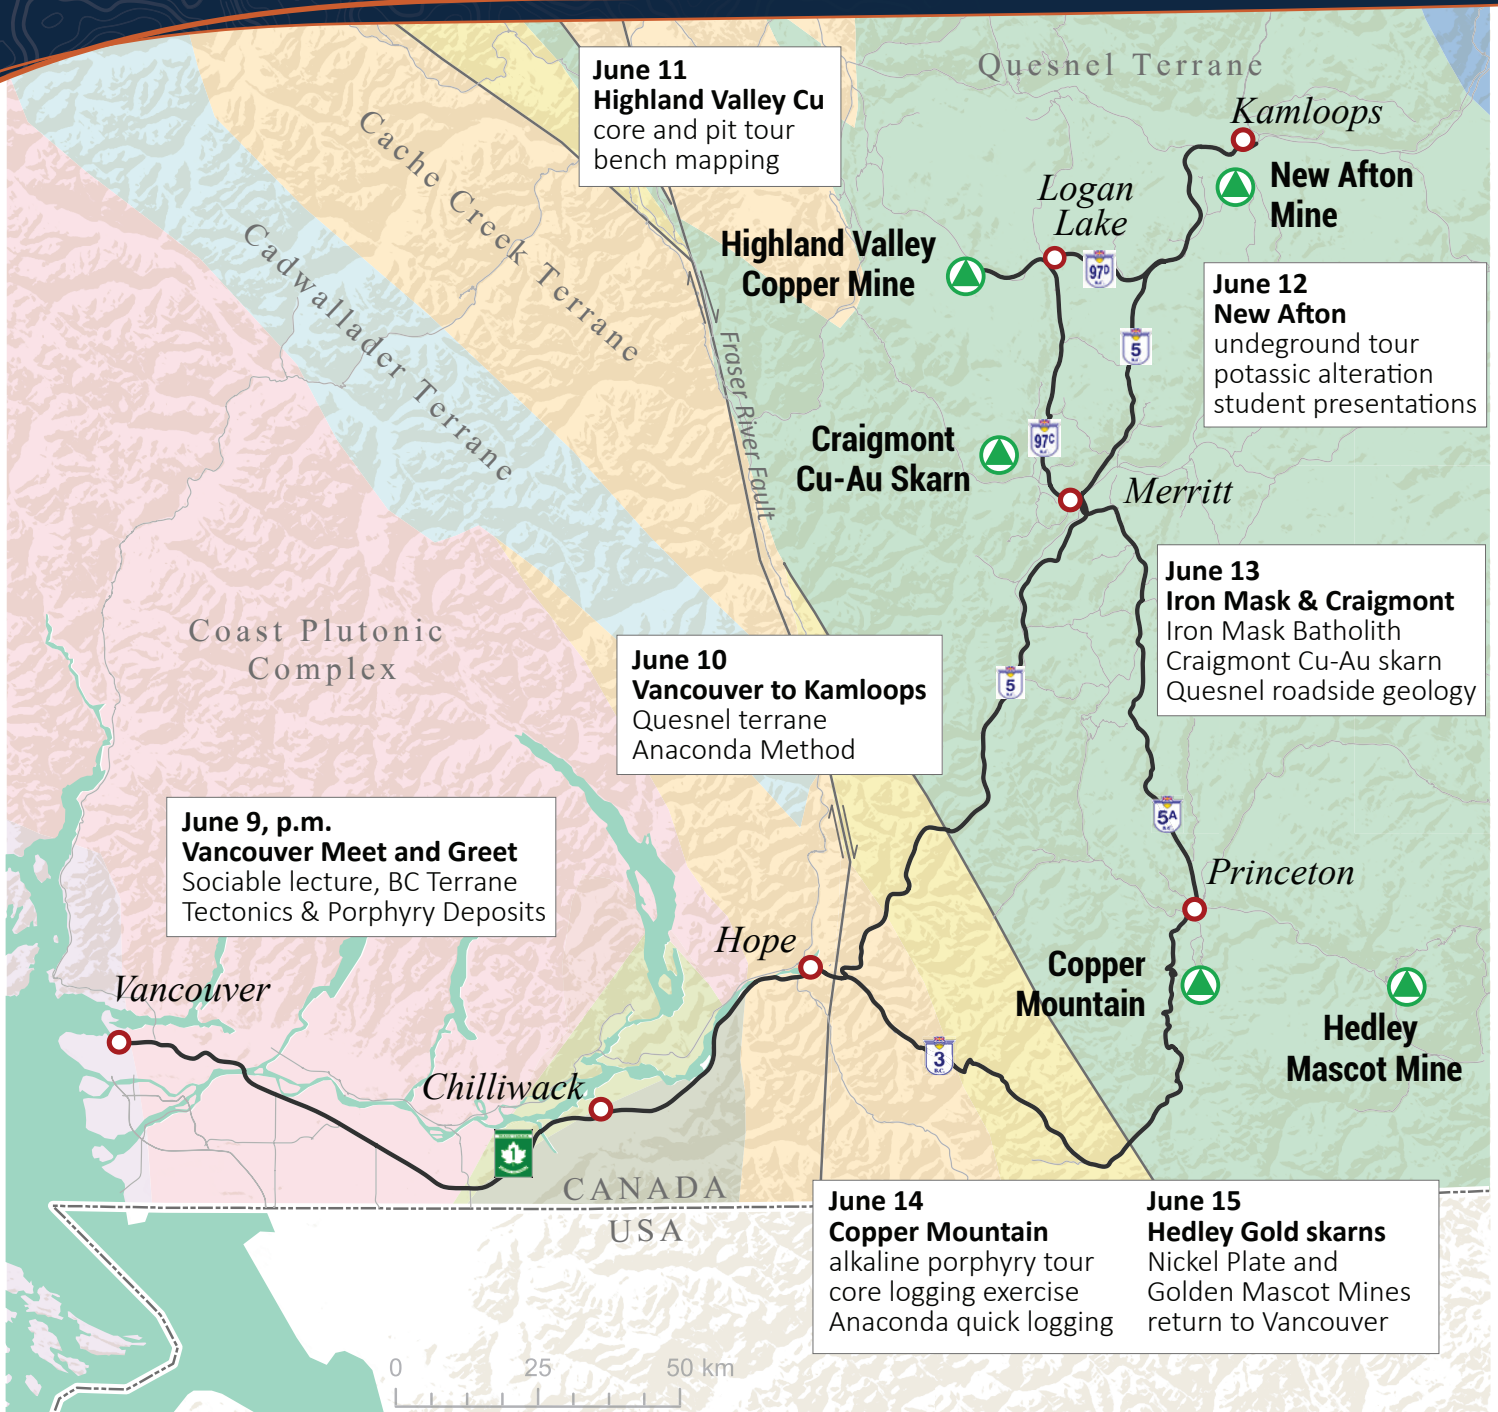 June 11
Highland Valley Cu
core and pit tour
bench mapping
Quesnel Terrane
Kamloops
New Afton
Mine
Logan
Lake
Highland Valley
Copper Mine
97D
B.C.
Cache Creek Terrane
Cadwallader Terrane
Fraser River Fault
June 12
New Afton
undeground tour
potassic alteration
student presentations
5
B.C.
Craigmont
Cu-Au Skarn
97C
B.C.
Merritt
June 13
Iron Mask & Craigmont
Iron Mask Batholith
Craigmont Cu-Au skarn
Quesnel roadside geology
Coast Plutonic
Complex
June 10
Vancouver to Kamloops
Quesnel terrane
Anaconda Method
5
B.C.
June 9, p.m.
Vancouver Meet and Greet
Sociable lecture, BC Terrane
Tectonics & Porphyry Deposits
5A
B.C.
Princeton
Hope
Copper
Mountain
Vancouver
Hedley
Mascot Mine
3
B.C.
Chilliwack
1
CANADA
USA
June 14
Copper Mountain
alkaline porphyry tour
core logging exercise
Anaconda quick logging
June 15
Hedley Gold skarns
Nickel Plate and
Golden Mascot Mines
return to Vancouver
0 25 50 km